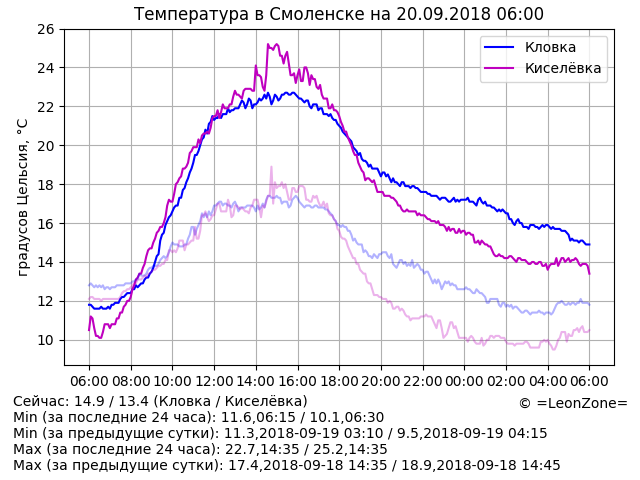 Температура в Смоленске на 20.09.2018 06:00
26
24
22
20
18
16
14
12
10
градусов Цельсия, °C
Кловка
Киселёвка
06:00 08:00 10:00 12:00 14:00 16:00 18:00 20:00 22:00 00:00 02:00 04:00 06:00
Сейчас: 14.9 / 13.4 (Кловка / Киселёвка)
© =LeonZone=
Min (за последние 24 часа): 11.6,06:15 / 10.1,06:30
Min (за предыдущие сутки): 11.3,2018-09-19 03:10 / 9.5,2018-09-19 04:15
Max (за последние 24 часа): 22.7,14:35 / 25.2,14:35
Max (за предыдущие сутки): 17.4,2018-09-18 14:35 / 18.9,2018-09-18 14:45